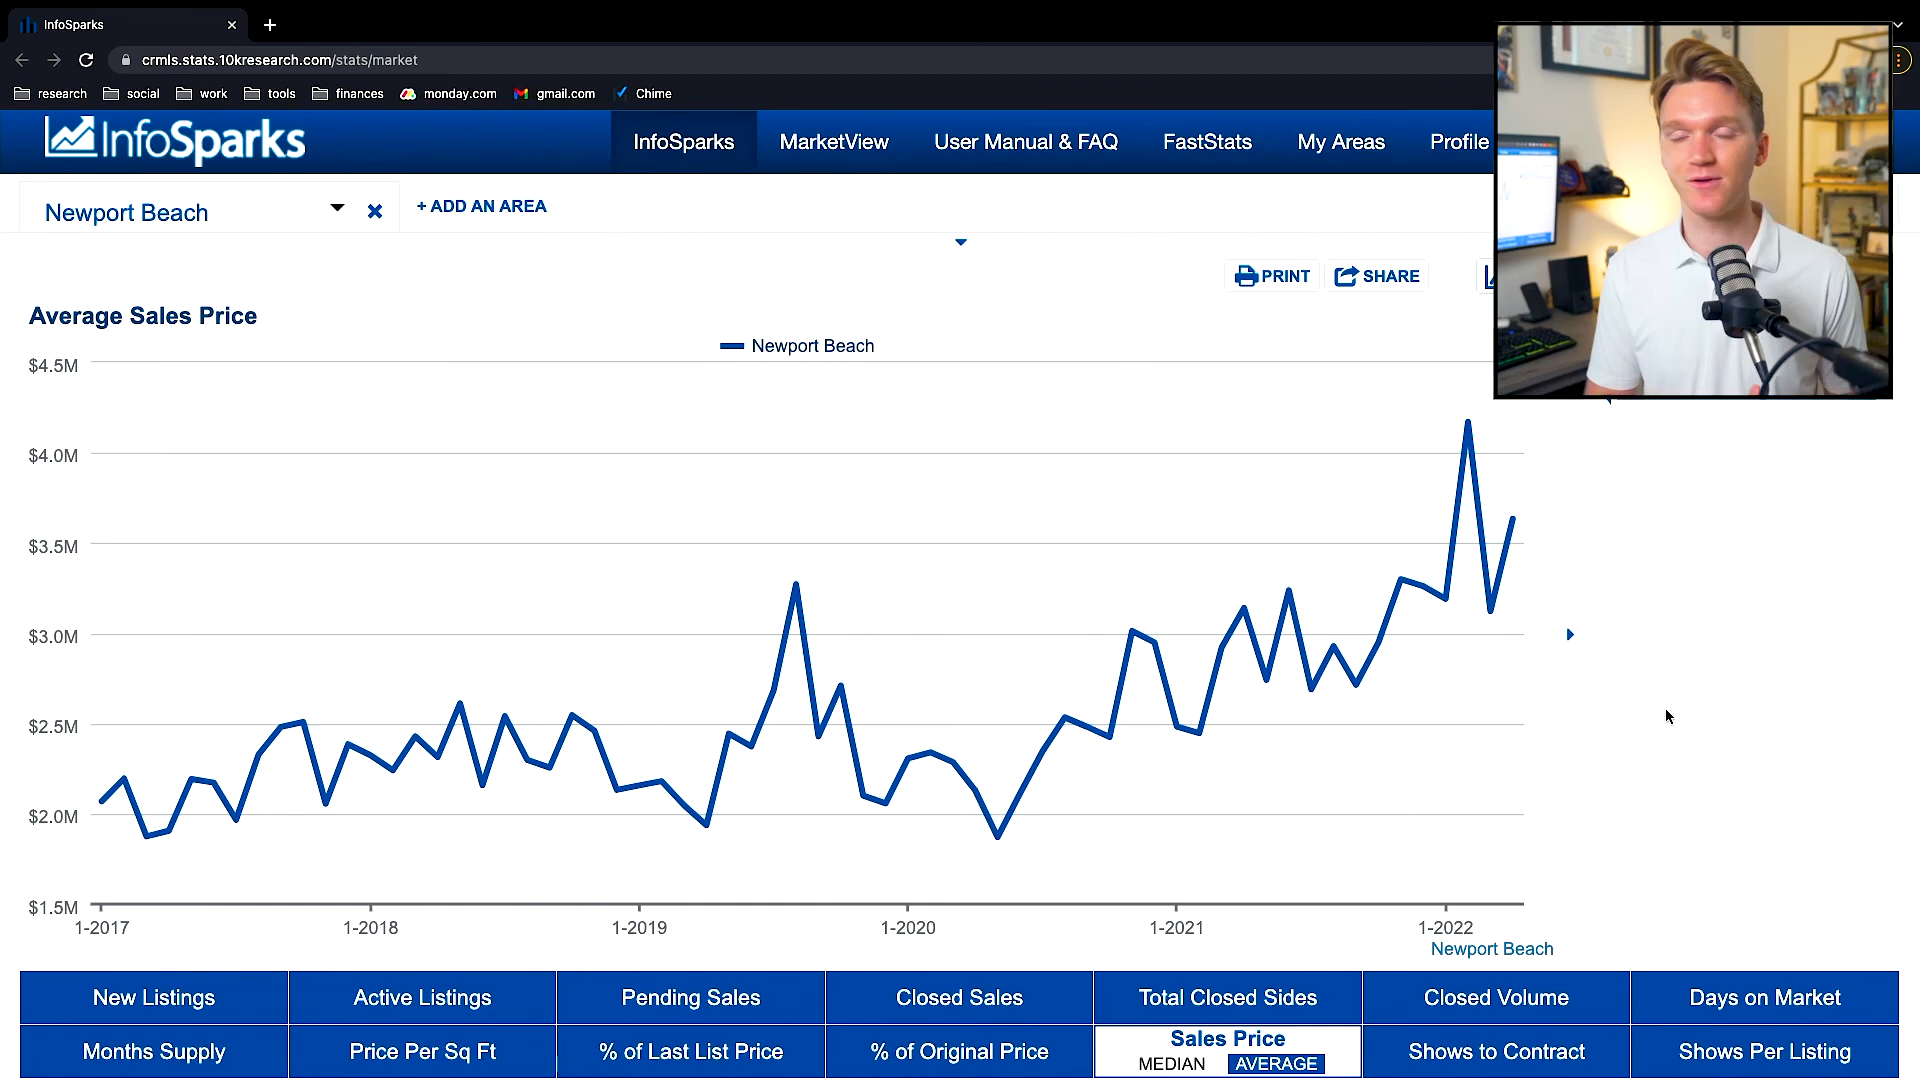 InfoSparks
crmls.stats.10kresearch.com/stats/market
research social work tools finances monday.com gmail.com Chime
InfoSparks
InfoSparks MarketView User Manual & FAQ FastStats My Areas Profile
Newport Beach + ADD AN AREA
PRINT SHARE
Average Sales Price
Newport Beach
$4.5M
$4.0M
$3.5M
$3.0M
$2.5M
$2.0M
$1.5M
1-2017 1-2018 1-2019 1-2020 1-2021 1-2022
Newport Beach
New Listings Active Listings Pending Sales Closed Sales Total Closed Sides Closed Volume Days on Market
Months Supply Price Per Sq Ft % of Last List Price % of Original Price Sales Price Shows to Contract Shows Per Listing
MEDIAN AVERAGE